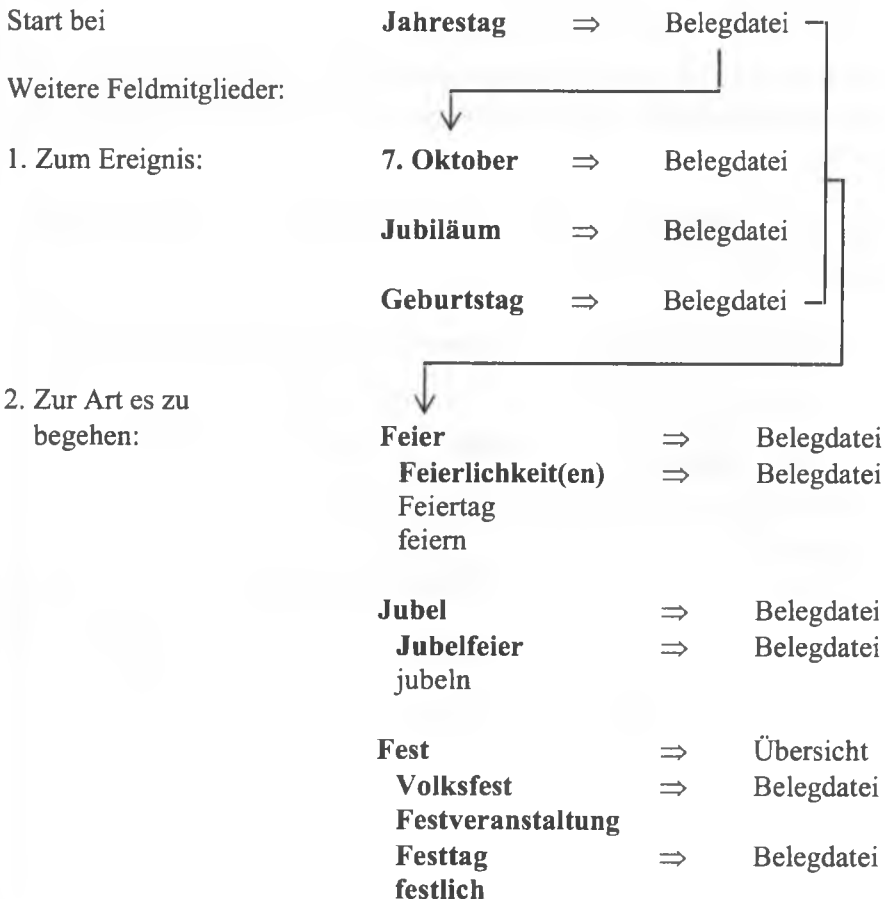 Start bei Jahrestag ⇒ Belegdatei
Weitere Feldmitglieder:
1. Zum Ereignis: 7. Oktober ⇒ Belegdatei
Jubiläum ⇒ Belegdatei
Geburtstag ⇒ Belegdatei
2. Zur Art es zu
begehen: Feier ⇒ Belegdatei
Feierlichkeit(en) ⇒ Belegdatei
Feiertag
feiern
Jubel ⇒ Belegdatei
Jubelfeier ⇒ Belegdatei
jubeln
Fest ⇒ Übersicht
Volksfest ⇒ Belegdatei
Festveranstaltung
Festtag ⇒ Belegdatei
festlich